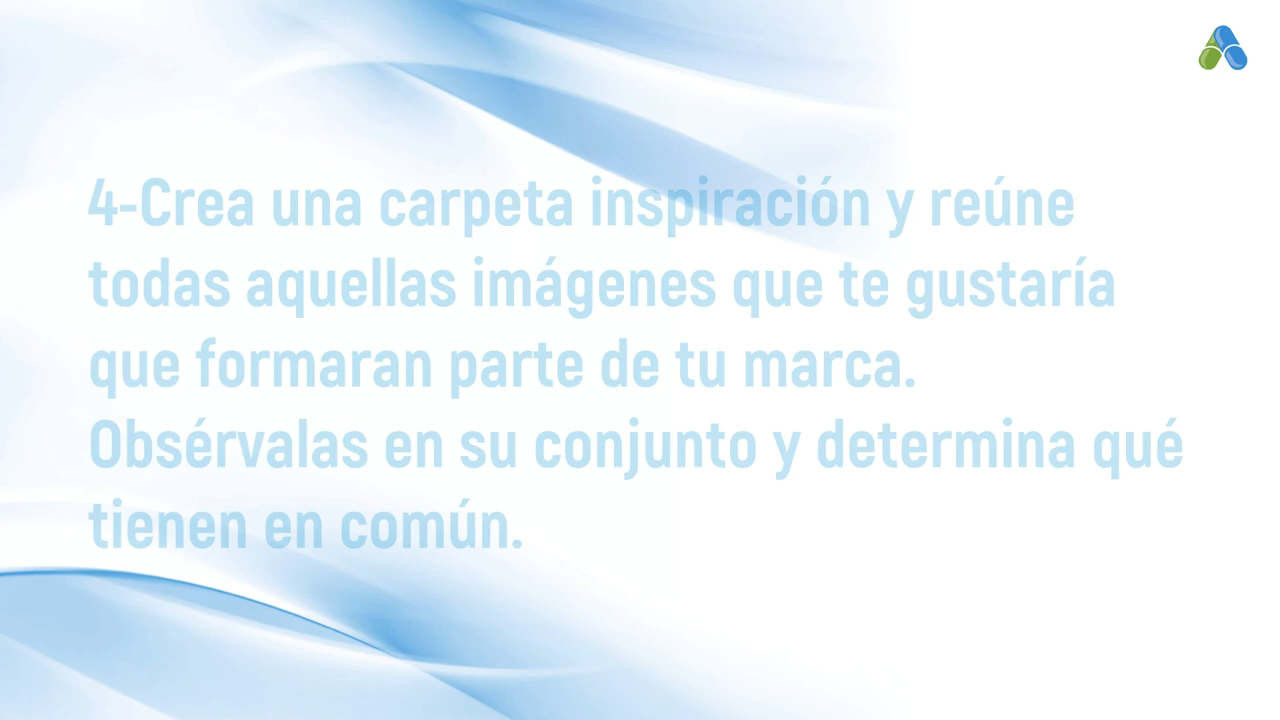 4-Crea una carpeta inspiración y reúne
todas aquellas imágenes que te gustaría
que formaran parte de tu marca.
Obsérvalas en su conjunto y determina qué
tienen en común.